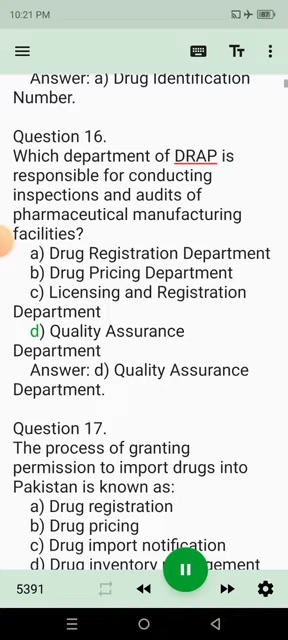 10:21 PM
Answer: a) Drug Identification
Number.
Question 16.
Which department of DRAP is
responsible for conducting
inspections and audits of
pharmaceutical manufacturing
facilities?
a) Drug Registration Department
b) Drug Pricing Department
c) Licensing and Registration
Department
d) Quality Assurance
Department
Answer: d) Quality Assurance
Department.
Question 17.
The process of granting
permission to import drugs into
Pakistan is known as:
a) Drug registration
b) Drug pricing
c) Drug import notification
d) Drug inventory
5391